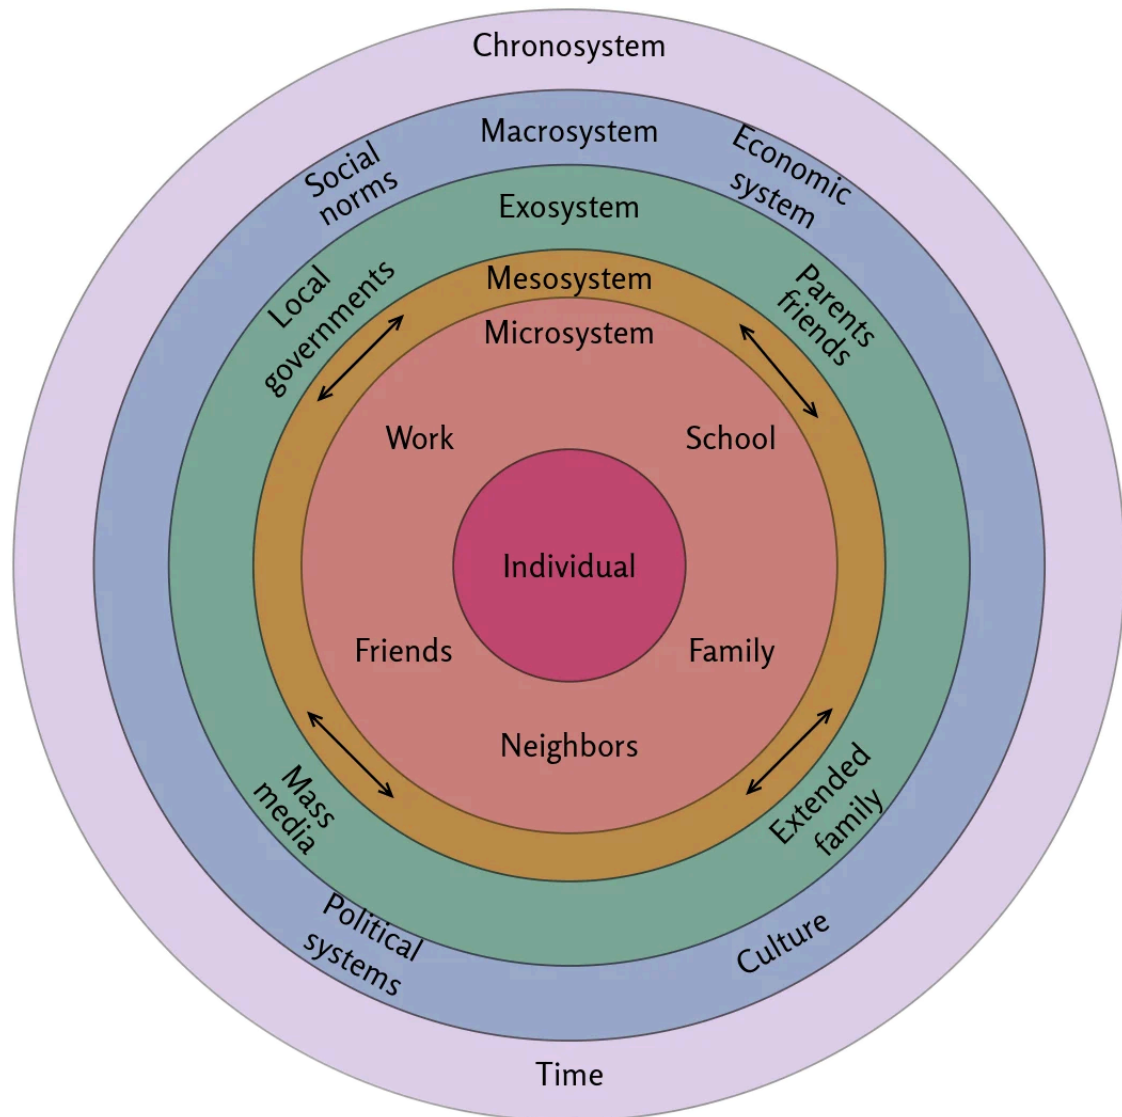 Chronosystem
Macrosystem
Economic
system
Social
norms
Exosystem
Local
governments
Parents
friends
Mesosystem
Microsystem
Work
School
Individual
Friends
Family
Neighbors
Mass
media
Extended
family
Political
systems
Culture
Time